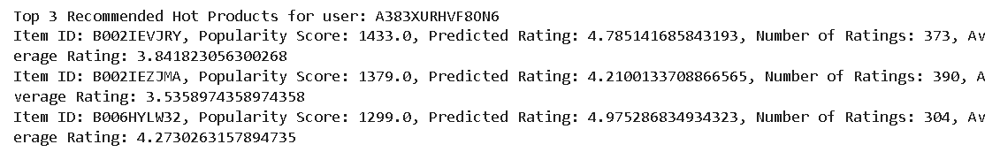 Top 3 Recommended Hot Products for user: A383XURHVF8ON6
Item ID: B002IEVJRY, Popularity Score: 1433.0, Predicted Rating: 4.785141685843193, Number of Ratings: 373, Av
erage Rating: 3.841823056300268
Item ID: B002IEZJMA, Popularity Score: 1379.0, Predicted Rating: 4.2100133708866565, Number of Ratings: 390, A
verage Rating: 3.5358974358974358
Item ID: B006HYLW32, Popularity Score: 1299.0, Predicted Rating: 4.975286834934323, Number of Ratings: 304, Av
erage Rating: 4.2730263157894735